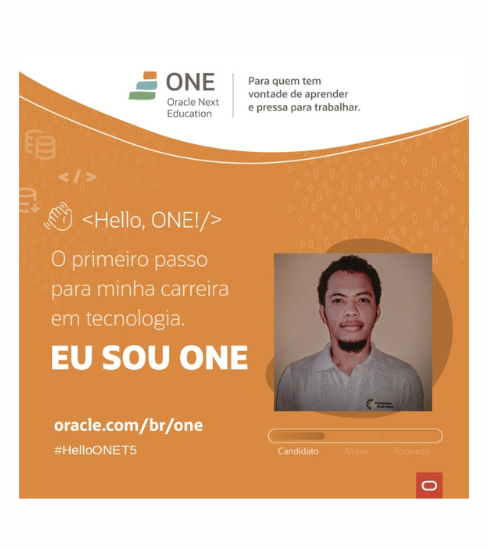 ONE
Oracle Next
Education
Para quem tem
vontade de aprender
e pressa para trabalhar.
</>
<Hello, ONE!/>
O primeiro passo
para minha carreira
em tecnologia.
EU SOU ONE
oracle.com/br/one
#HelloONET5
Candidato
Aluno
Formado